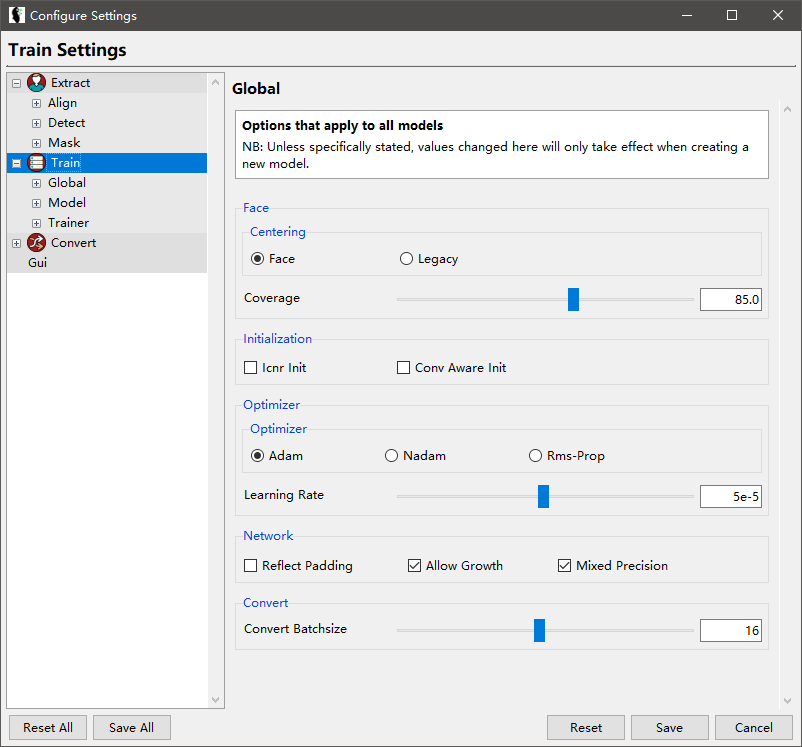 Configure Settings
Train Settings
Extract
Align
Detect
Mask
Train
Global
Model
Trainer
Convert
Gui
Global
Options that apply to all models
NB: Unless specifically stated, values changed here will only take effect when creating a
new model.
Face
Centering
Face Legacy
Coverage 85.0
Initialization
Icnr Init Conv Aware Init
Optimizer
Optimizer
Adam Nadam Rms-Prop
Learning Rate 5e-5
Network
Reflect Padding Allow Growth Mixed Precision
Convert
Convert Batchsize 16
Reset All Save All Reset Save Cancel